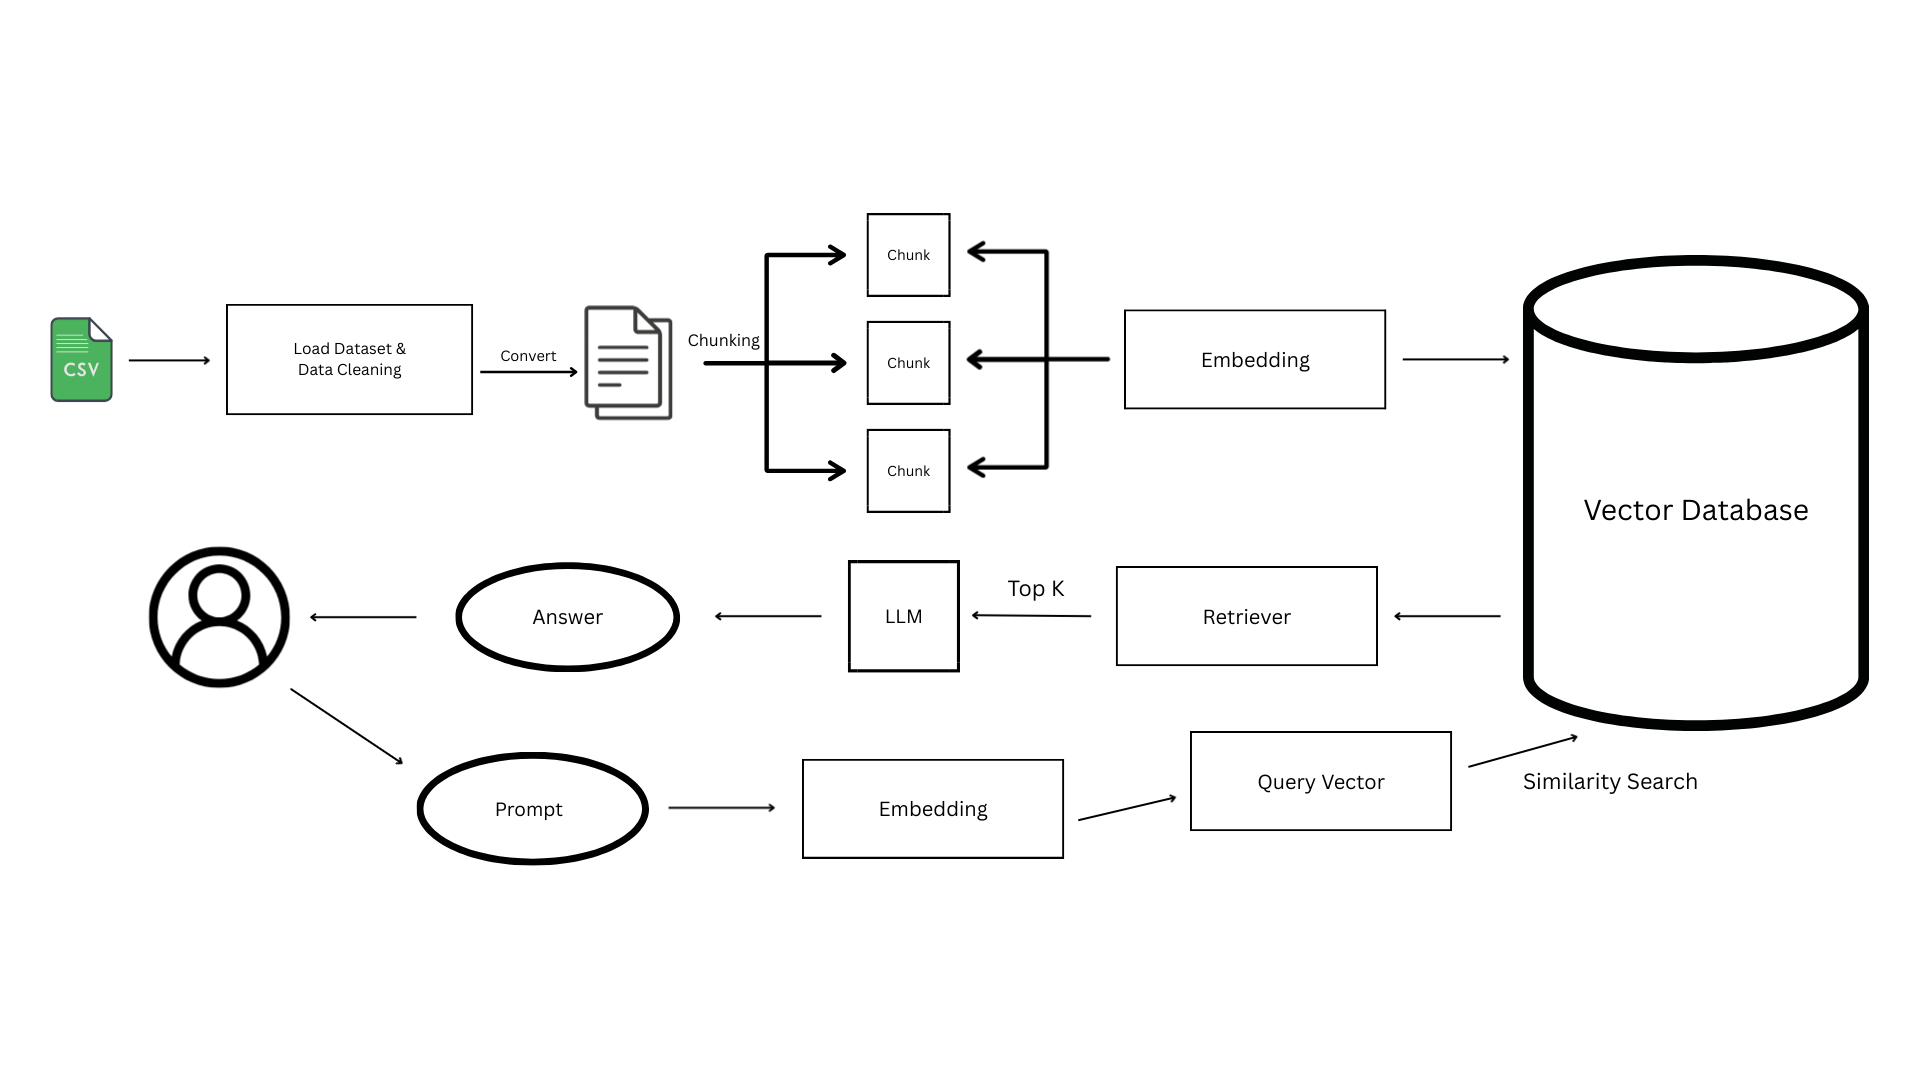 CSV
Load Dataset &
Data Cleaning
Convert
Chunking
Chunk
Chunk
Chunk
Embedding
Vector Database
Answer
LLM
Top K
Retriever
Prompt
Embedding
Query Vector
Similarity Search